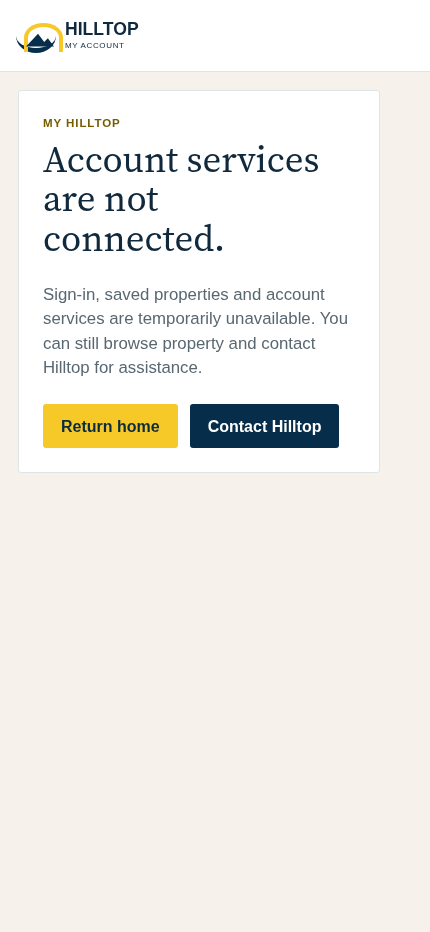 HILLTOP
MY ACCOUNT
MY HILLTOP
Account services
are not
connected.
Sign-in, saved properties and account
services are temporarily unavailable. You
can still browse property and contact
Hilltop for assistance.
Return home
Contact Hilltop